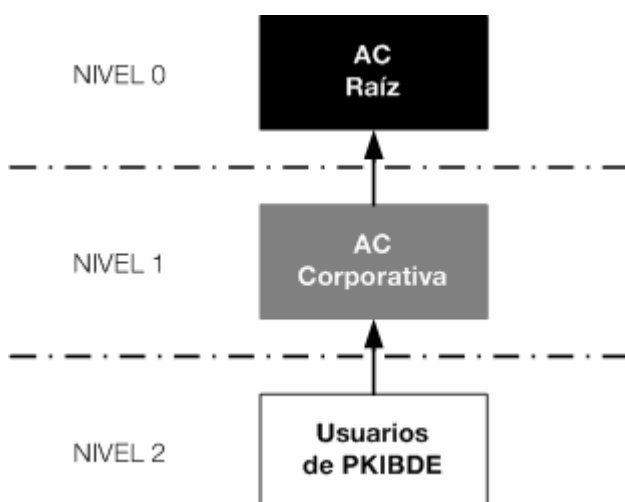 NIVEL 0
AC
Raíz
NIVEL 1
AC
Corporativa
NIVEL 2
Usuarios
de PKIBDE